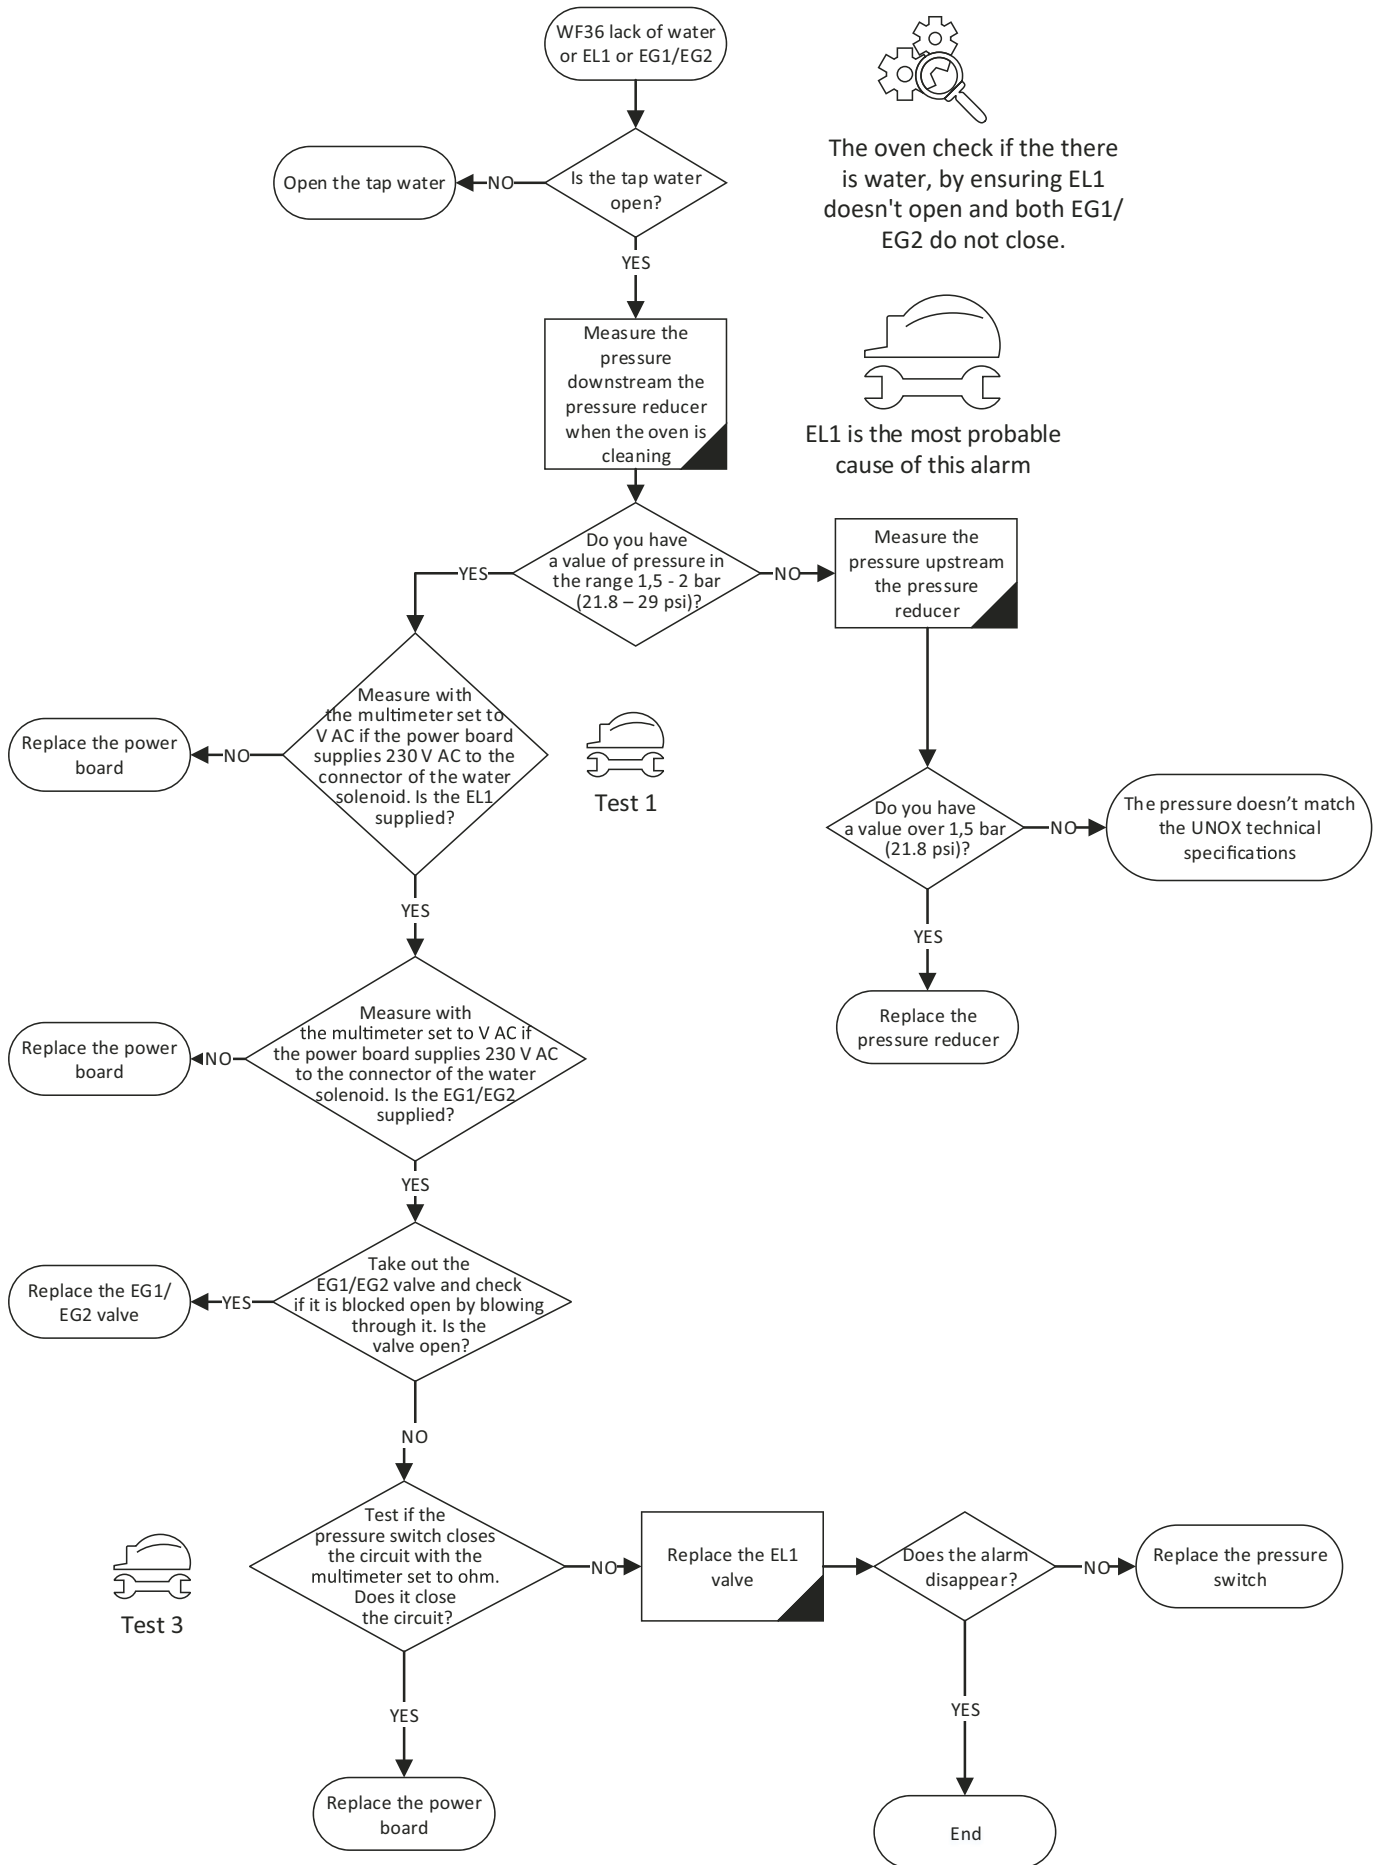 WF36 lack of water
or EL1 or EG1/EG2
Is the tap water
open?
NO
Open the tap water
The oven check if the there
is water, by ensuring EL1
doesn't open and both EG1/
EG2 do not close.
YES
Measure the
pressure
downstream the
pressure reducer
when the oven is
cleaning
EL1 is the most probable
cause of this alarm
Do you have
a value of pressure in
the range 1,5 - 2 bar
(21.8 – 29 psi)?
YES
NO
Measure the
pressure upstream
the pressure
reducer
Measure with
the multimeter set to
V AC if the power board
supplies 230 V AC to the
connector of the water
solenoid. Is the EL1
supplied?
NO
Replace the power
board
Test 1
Do you have
a value over 1,5 bar
(21.8 psi)?
NO
The pressure doesn’t match
the UNOX technical
specifications
YES
YES
Replace the
pressure reducer
Measure with
the multimeter set to V AC if
the power board supplies 230 V AC
to the connector of the water
solenoid. Is the EG1/EG2
supplied?
NO
Replace the power
board
YES
Take out the
EG1/EG2 valve and check
if it is blocked open by blowing
through it. Is the
valve open?
YES
Replace the EG1/
EG2 valve
NO
Test if the
pressure switch closes
the circuit with the
multimeter set to ohm.
Does it close
the circuit?
Test 3
NO
Replace the EL1
valve
Does the alarm
disappear?
NO
Replace the pressure
switch
YES
YES
Replace the power
board
End